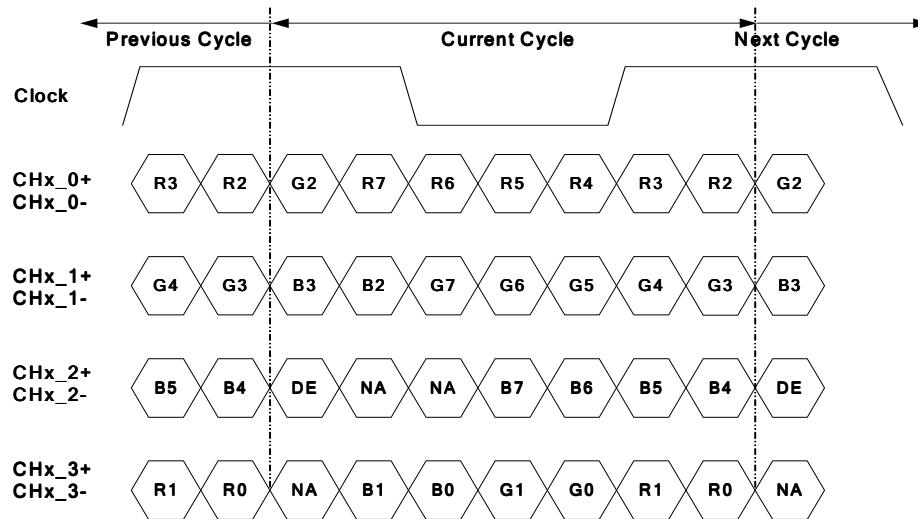 Previous Cycle Current Cycle Next Cycle
Clock
CHx_0+
CHx_0-
R3 R2 G2 R7 R6 R5 R4 R3 R2 G2
CHx_1+
CHx_1-
G4 G3 B3 B2 G7 G6 G5 G4 G3 B3
CHx_2+
CHx_2-
B5 B4 DE NA NA B7 B6 B5 B4 DE
CHx_3+
CHx_3-
R1 R0 NA B1 B0 G1 G0 R1 R0 NA